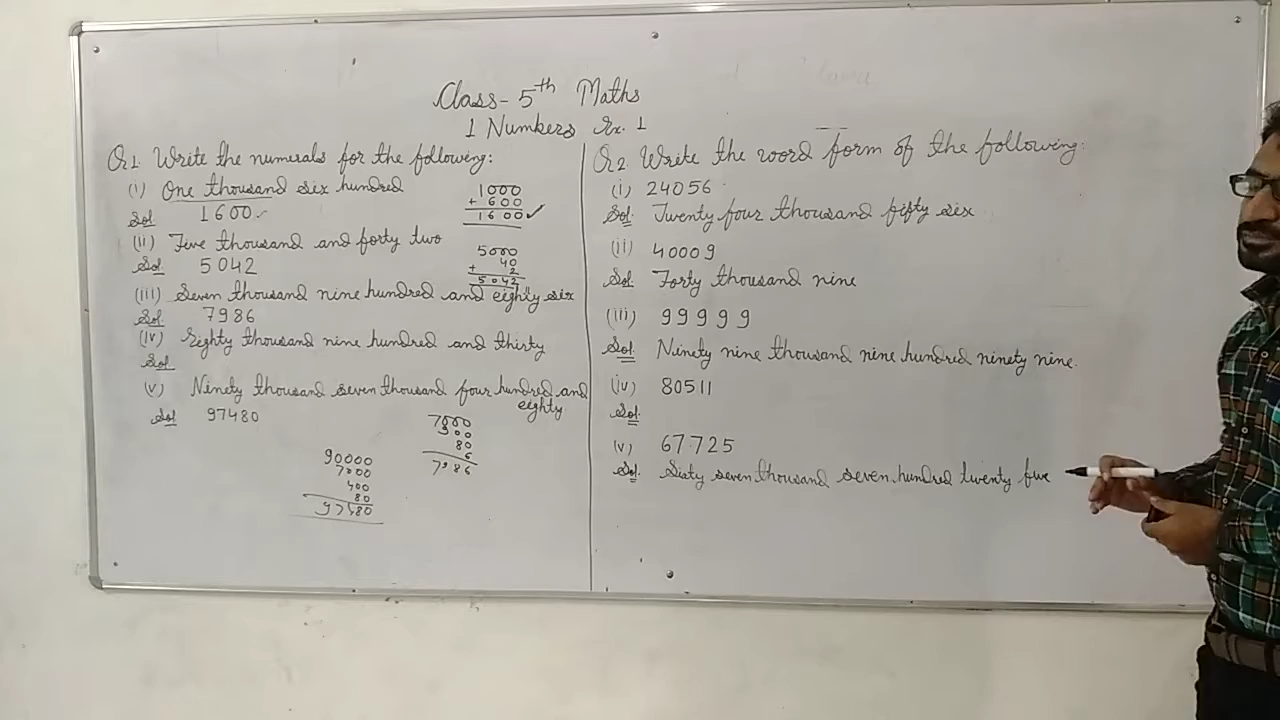 Class - 5th Maths
1 Numbers Ex. 1
Q1. Write the numerals for the following:
(i) One thousand six hundred
Sol 1600
1000
+ 600
1600
(ii) Five thousand and forty two
Sol 5042
5000
40
+ 2
5042
(iii) Seven thousand nine hundred and eighty six
Sol 7986
(iv) Eighty thousand nine hundred and thirty
Sol
(v) Ninety thousand seven thousand four hundred and
eighty
Sol 97480
90000
7000
400
80
97480
7000
900
80
6
7986
Q2. Write the word form of the following:
(i) 24056
Sol. Twenty four thousand fifty six
(ii) 40009
Sol. Forty thousand nine
(iii) 99999
Sol. Ninety nine thousand nine hundred ninety nine.
(iv) 80511
Sol.
(v) 67725
Sol. Sixty seven thousand seven hundred twenty five